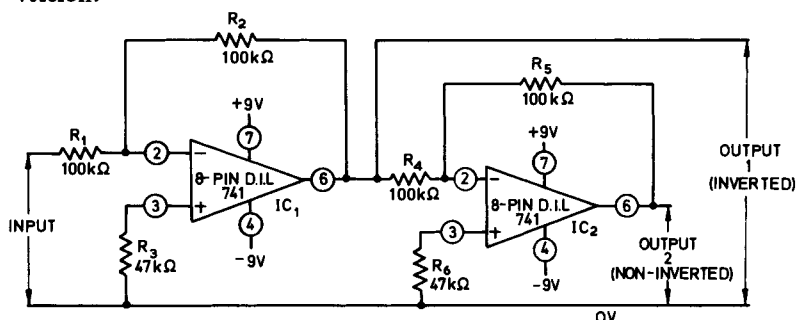 R2
100kΩ
R5
100kΩ
+9V
7
R1
100kΩ
2
−
8-PIN D.I.L
741
6
IC1
3
+
4
-9V
R3
47kΩ
INPUT
R4
100kΩ
+9V
7
2
−
8-PIN D.I.L
741
6
IC2
3
+
4
-9V
R6
47kΩ
OUTPUT
1
(INVERTED)
OUTPUT
2
(NON-INVERTED)
0V